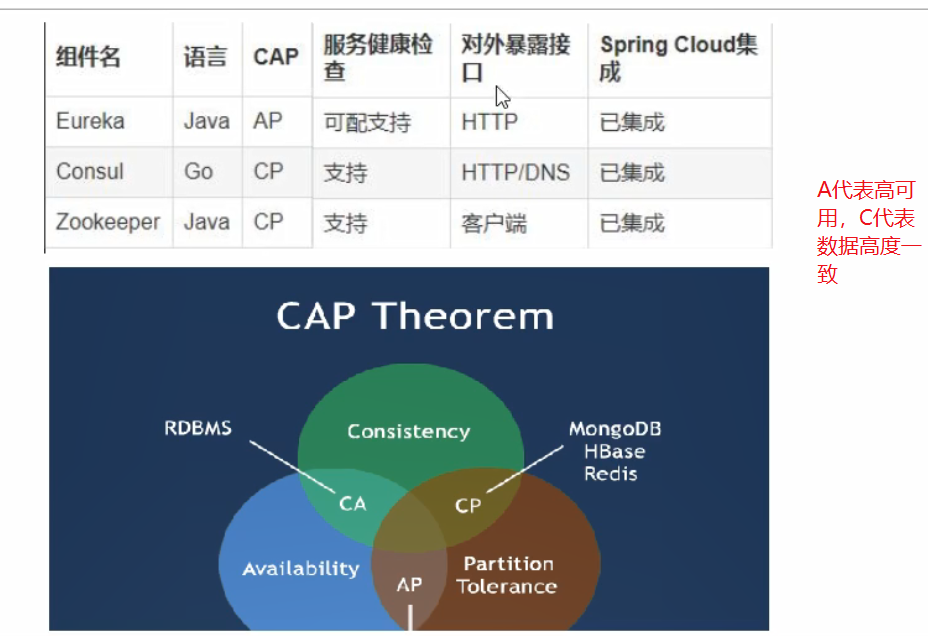 组件名 语言 CAP 服务健康检查 对外暴露接口 Spring Cloud集成
Eureka Java AP 可配支持 HTTP 已集成
Consul Go CP 支持 HTTP/DNS 已集成
Zookeeper Java CP 支持 客户端 已集成
A代表高可
用，C代表
数据高度一
致
CAP Theorem
RDBMS
Consistency
MongoDB
HBase
Redis
CA
CP
Availability
AP
Partition
Tolerance